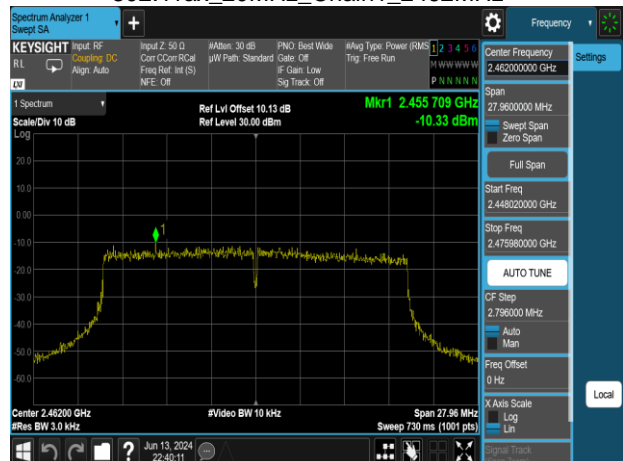 Spectrum Analyzer 1
Swept SA
+
Frequency
KEYSIGHT
RL
LXI
Input: RF
Coupling: DC
Align: Auto
Input Z: 50 Ω
Corr CCorr RCal
Freq Ref: Int (S)
NFE: Off
#Atten: 30 dB
µW Path: Standard
PNO: Best Wide
Gate: Off
IF Gain: Low
Sig Track: Off
#Avg Type: Power (RMS
Trig: Free Run
1 2 3 4 5 6
M W W W W W
P N N N N N
1 Spectrum
Scale/Div 10 dB
Log
Ref Lvl Offset 10.13 dB
Ref Level 30.00 dBm
Mkr1 2.455 709 GHz
-10.33 dBm
20.0
10.0
0.00
-10.0
-20.0
-30.0
-40.0
-50.0
-60.0
1
Center 2.46200 GHz
#Res BW 3.0 kHz
#Video BW 10 kHz
Span 27.96 MHz
Sweep 730 ms (1001 pts)
Jun 13, 2024
22:40:11
?
Center Frequency
2.462000000 GHz
Span
27.9600000 MHz
Swept Span
Zero Span
Full Span
Start Freq
2.448020000 GHz
Stop Freq
2.475980000 GHz
AUTO TUNE
CF Step
2.796000 MHz
Auto
Man
Freq Offset
0 Hz
X Axis Scale
Log
Lin
Signal Track
Settings
Local